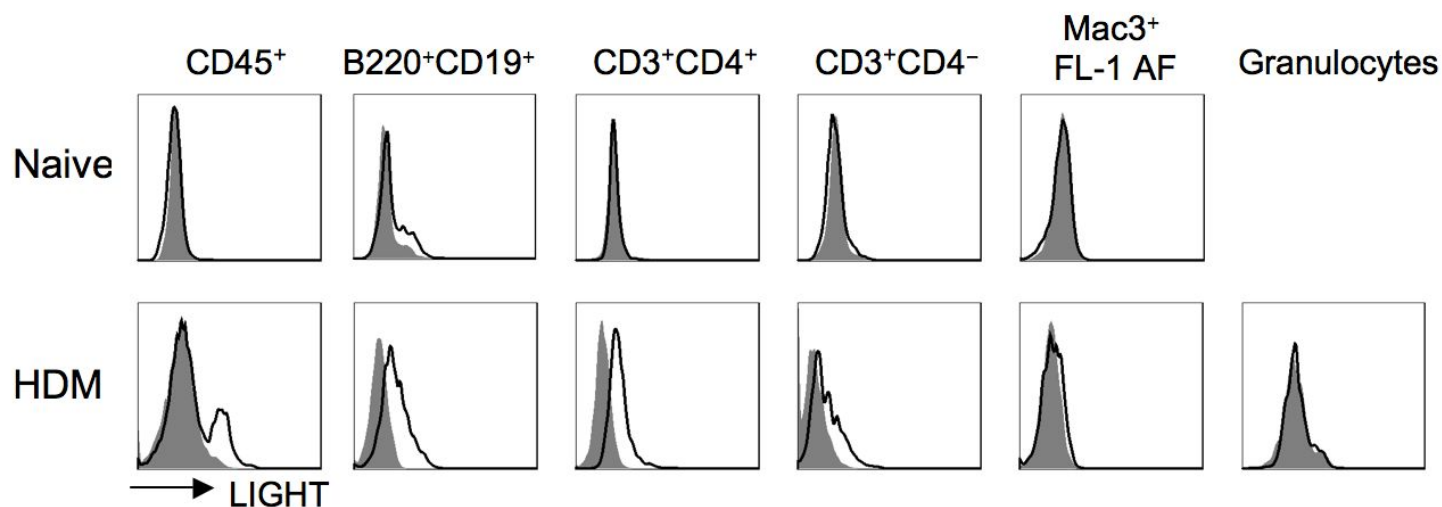 CD45⁺
B220⁺CD19⁺
CD3⁺CD4⁺
CD3⁺CD4⁻
Mac3⁺
FL-1 AF
Granulocytes
Naive
HDM
LIGHT